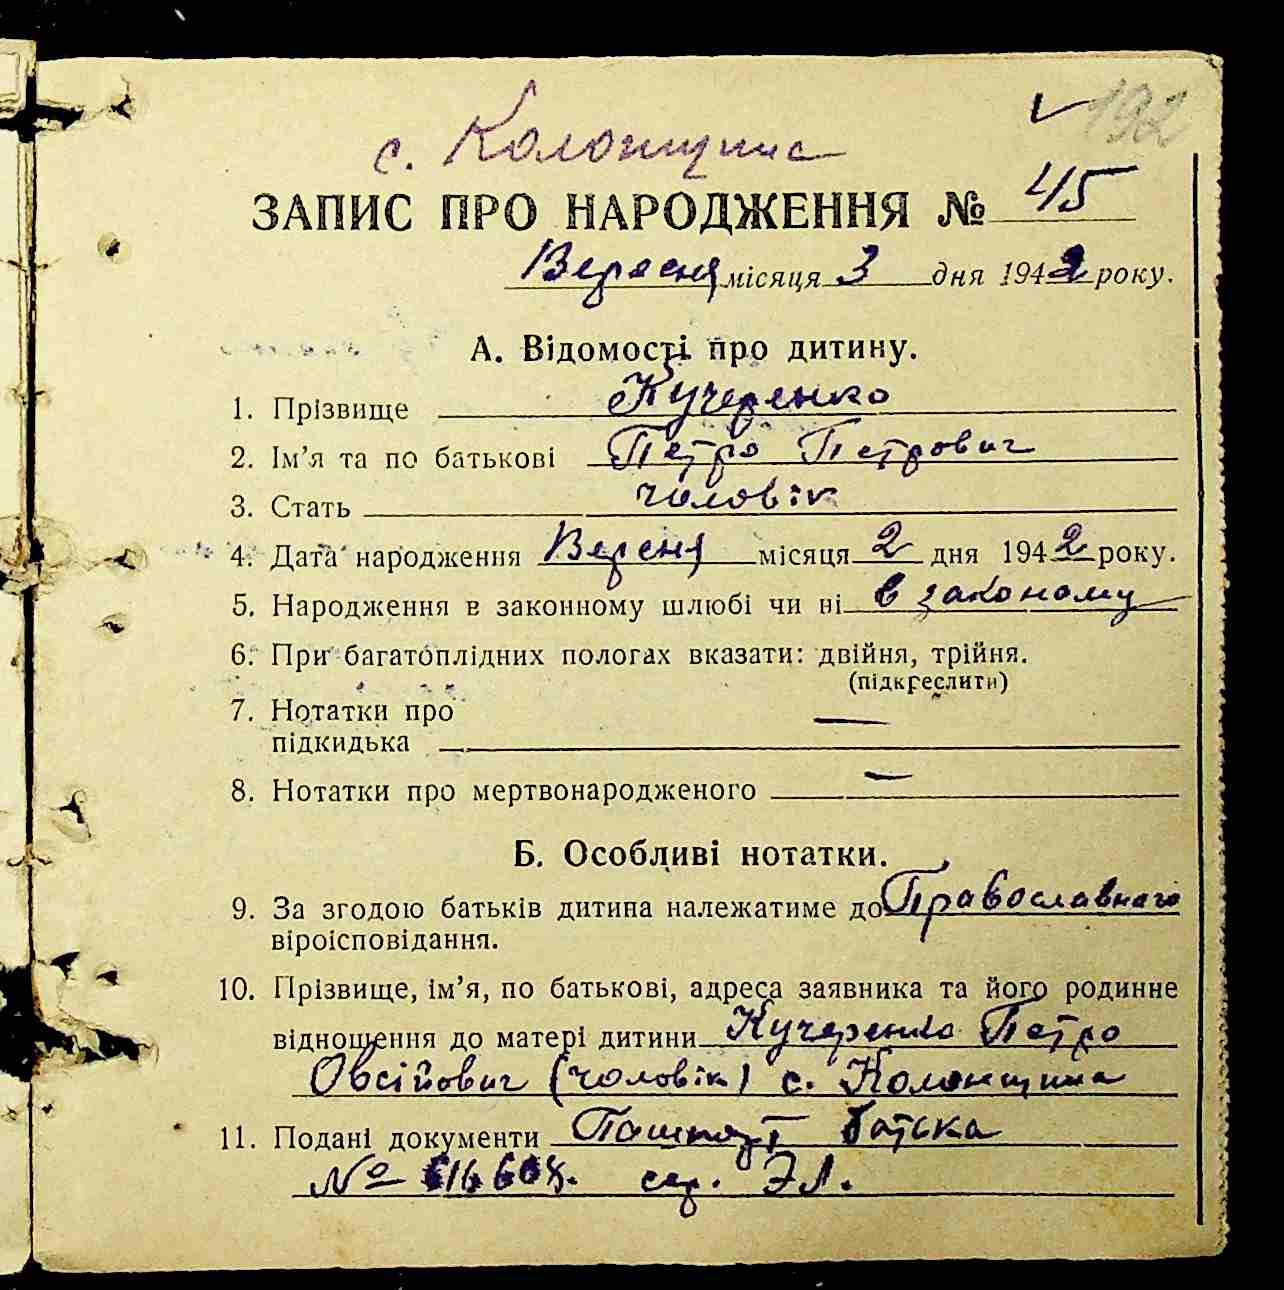 192
с. Колонщина
ЗАПИС ПРО НАРОДЖЕННЯ № 45
Вересня місяця 3 дня 1942 року.
А. Відомості про дитину.
1. Прізвище Кучеренко
2. Ім'я та по батькові Петро Петрович
3. Стать чоловік
4. Дата народження Вересня місяця 2 дня 1942 року.
5. Народження в законному шлюбі чи ні в законому
6. При багатоплідних пологах вказати: двійня, трійня.
(підкреслити)
7. Нотатки про —
підкидька
8. Нотатки про мертвонародженого —
Б. Особливі нотатки.
9. За згодою батьків дитина належатиме до Православного
віроісповідання.
10. Прізвище, ім'я, по батькові, адреса заявника та його родинне
відношення до матері дитини Кучеренко Петро
Овсійович (чоловік) с. Колонщина
11. Подані документи Пашпорт батька
№ сер. ЭЛ.